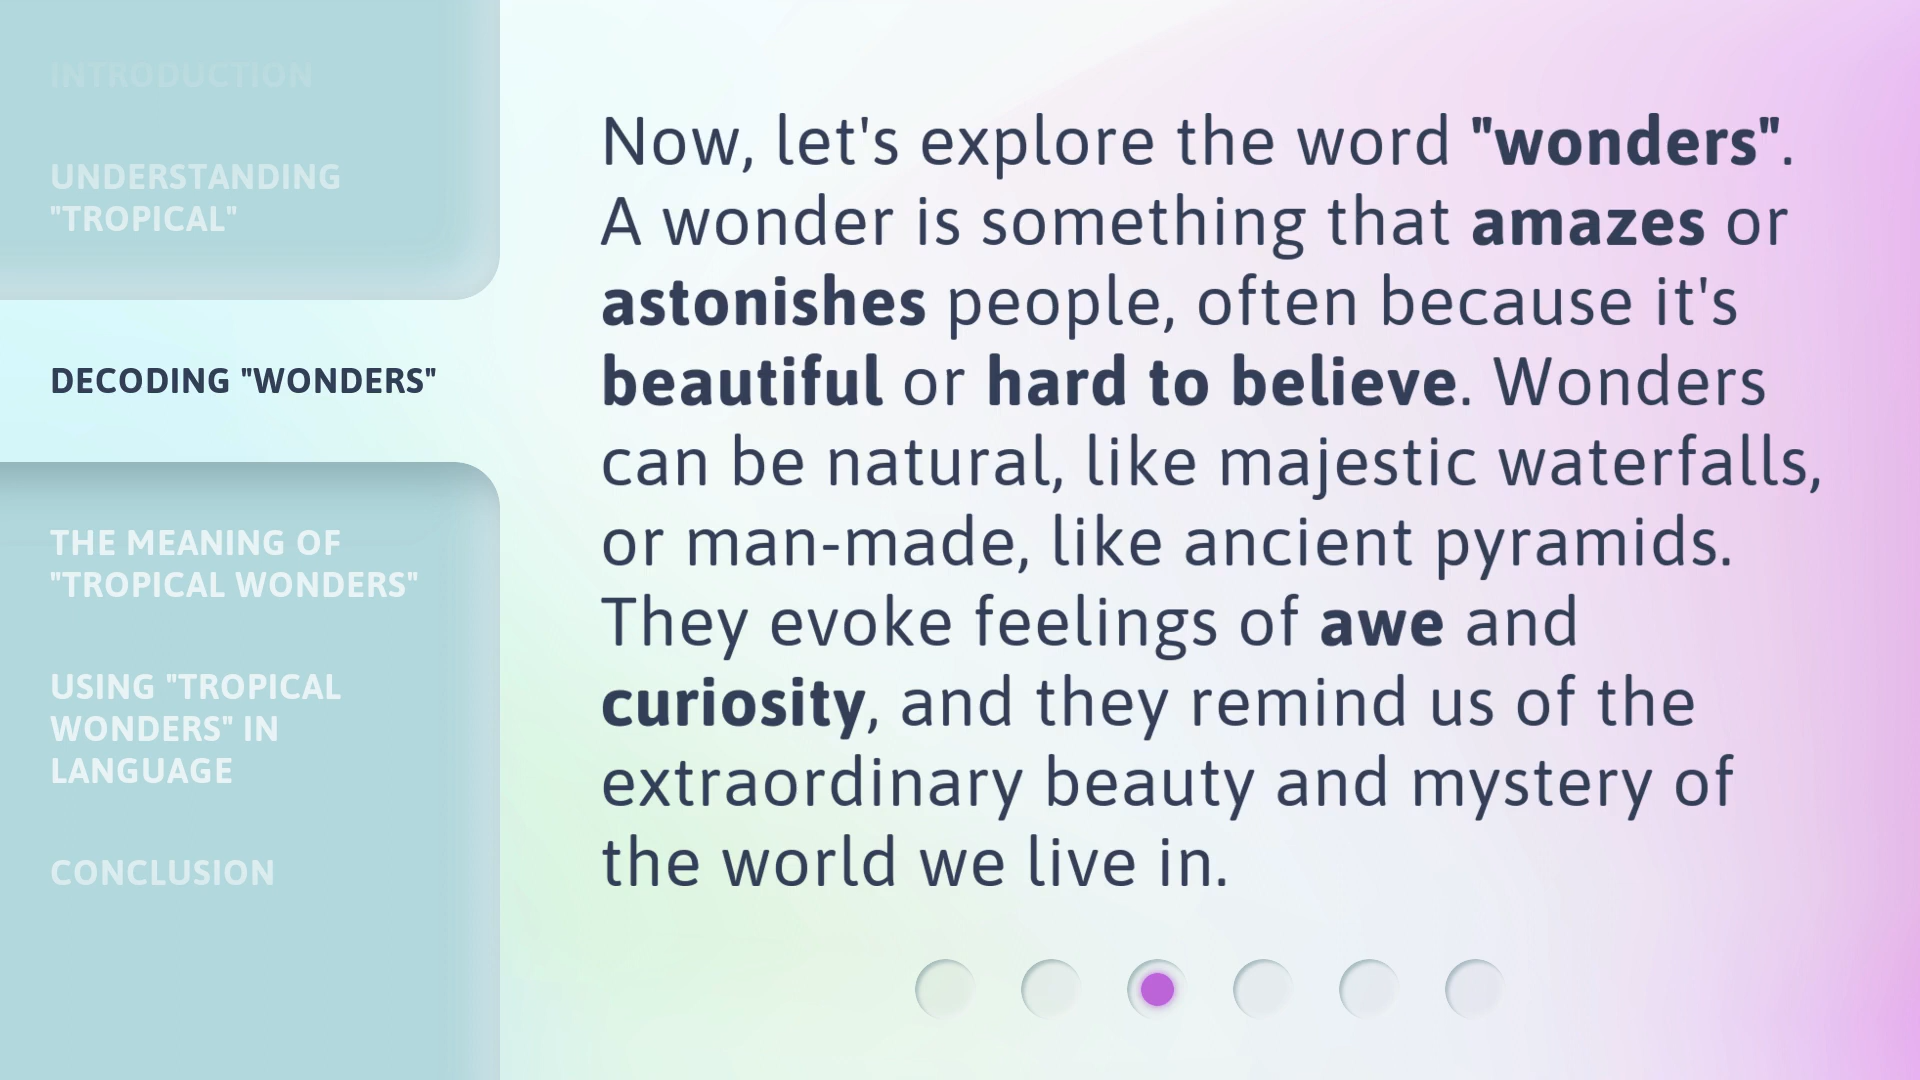 INTRODUCTION
UNDERSTANDING
"TROPICAL"
DECODING "WONDERS"
THE MEANING OF
"TROPICAL WONDERS"
USING "TROPICAL
WONDERS" IN
LANGUAGE
CONCLUSION
Now, let's explore the word "wonders".
A wonder is something that amazes or
astonishes people, often because it's
beautiful or hard to believe. Wonders
can be natural, like majestic waterfalls,
or man-made, like ancient pyramids.
They evoke feelings of awe and
curiosity, and they remind us of the
extraordinary beauty and mystery of
the world we live in.